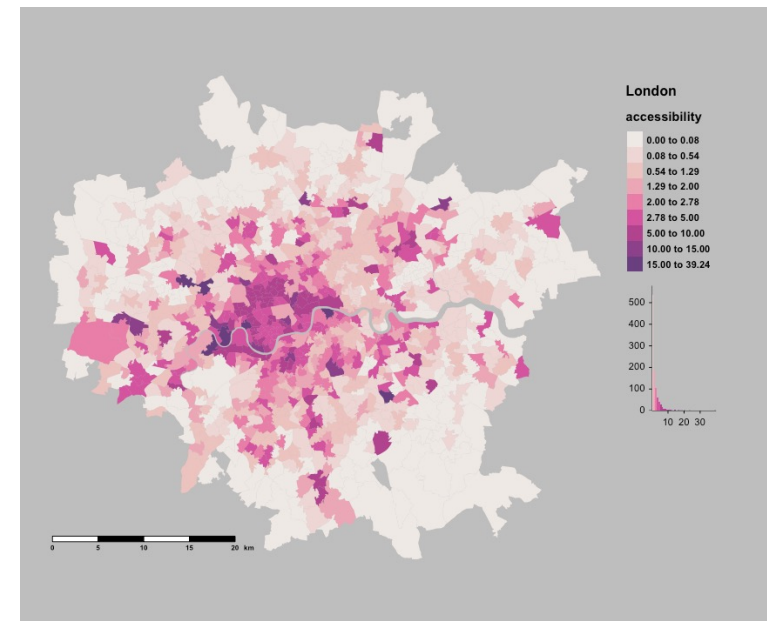 London
accessibility
0.00 to 0.08
0.08 to 0.54
0.54 to 1.29
1.29 to 2.00
2.00 to 2.78
2.78 to 5.00
5.00 to 10.00
10.00 to 15.00
15.00 to 39.24
500
400
300
200
100
0
10 20 30
0 5 10 15 20 km